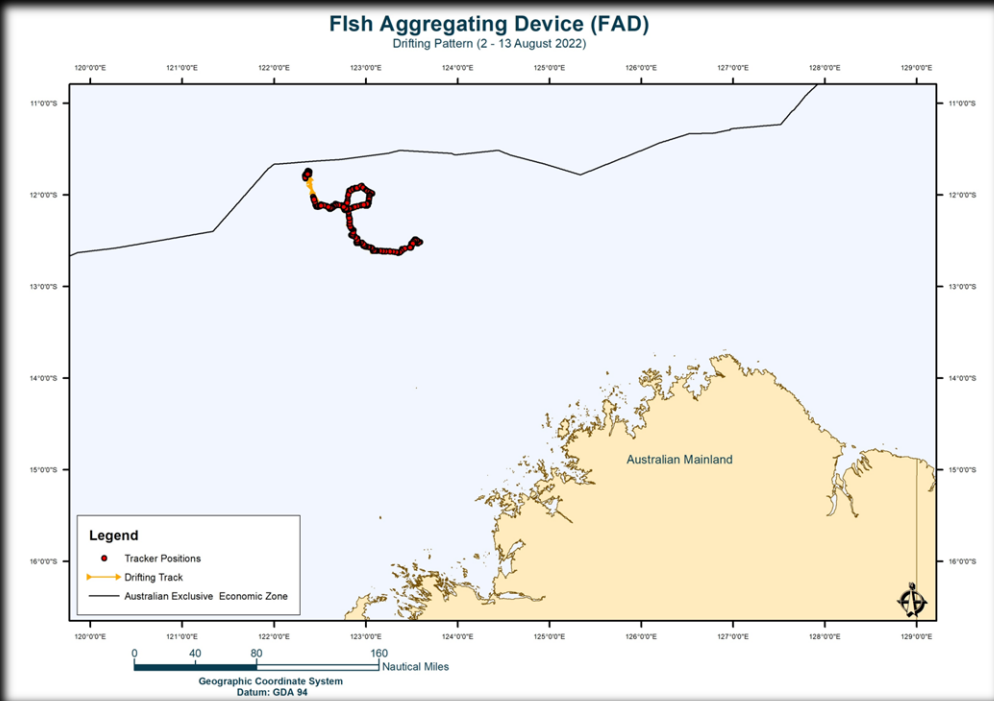 FIsh Aggregating Device (FAD)
Drifting Pattern (2 - 13 August 2022)
120°0'0"E 121°0'0"E 122°0'0"E 123°0'0"E 124°0'0"E 125°0'0"E 126°0'0"E 127°0'0"E 128°0'0"E 129°0'0"E
11°0'0"S 11°0'0"S
12°0'0"S 12°0'0"S
13°0'0"S 13°0'0"S
14°0'0"S 14°0'0"S
Australian Mainland
15°0'0"S 15°0'0"S
Legend
Tracker Positions
16°0'0"S 16°0'0"S
Drifting Track
Australian Exclusive Economic Zone
120°0'0"E 121°0'0"E 122°0'0"E 123°0'0"E 124°0'0"E 125°0'0"E 126°0'0"E 127°0'0"E 128°0'0"E 129°0'0"E
0 40 80 160
Nautical Miles
Geographic Coordinate System
Datum: GDA 94